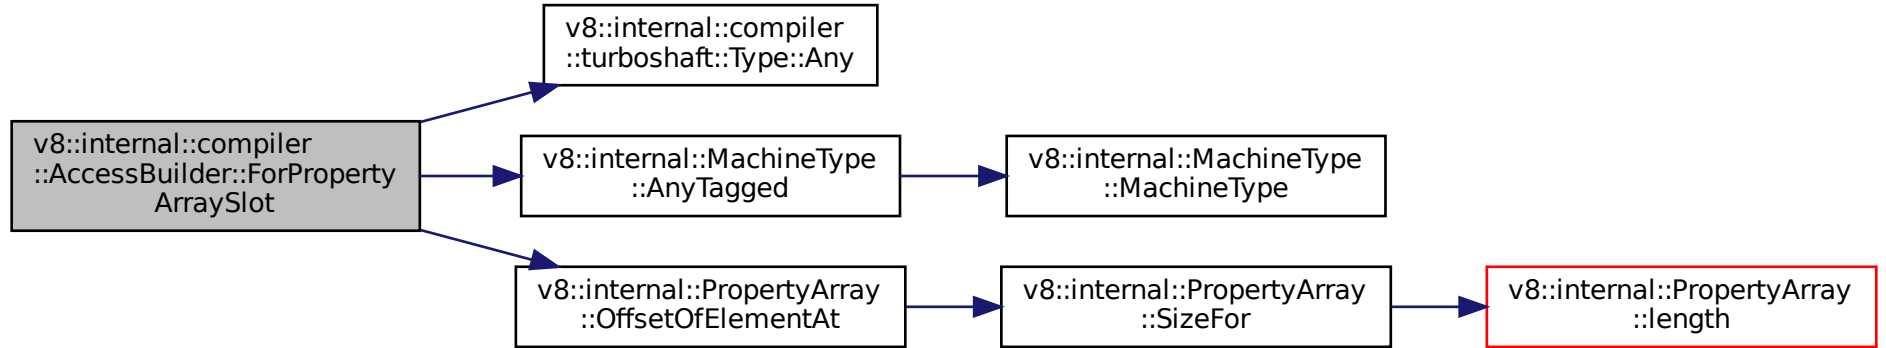 v8::internal::compiler
::turboshaft::Type::Any
v8::internal::compiler
::AccessBuilder::ForProperty
ArraySlot
v8::internal::MachineType
::AnyTagged
v8::internal::MachineType
::MachineType
v8::internal::PropertyArray
::OffsetOfElementAt
v8::internal::PropertyArray
::SizeFor
v8::internal::PropertyArray
::length